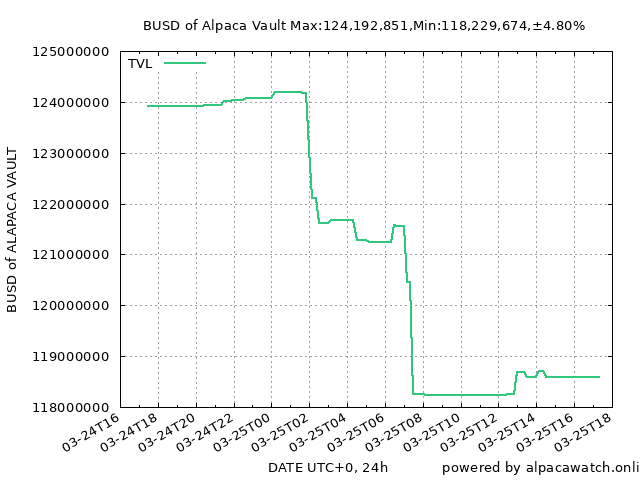 BUSD of Alpaca Vault Max:124,192,851,Min:118,229,674,±4.80%
TVL
125000000
124000000
123000000
122000000
121000000
120000000
119000000
118000000
BUSD of ALAPACA VAULT
03-24T16
03-24T18
03-24T20
03-24T22
03-25T00
03-25T02
03-25T04
03-25T06
03-25T08
03-25T10
03-25T12
03-25T14
03-25T16
03-25T18
DATE UTC+0, 24h
powered by alpacawatch.onli